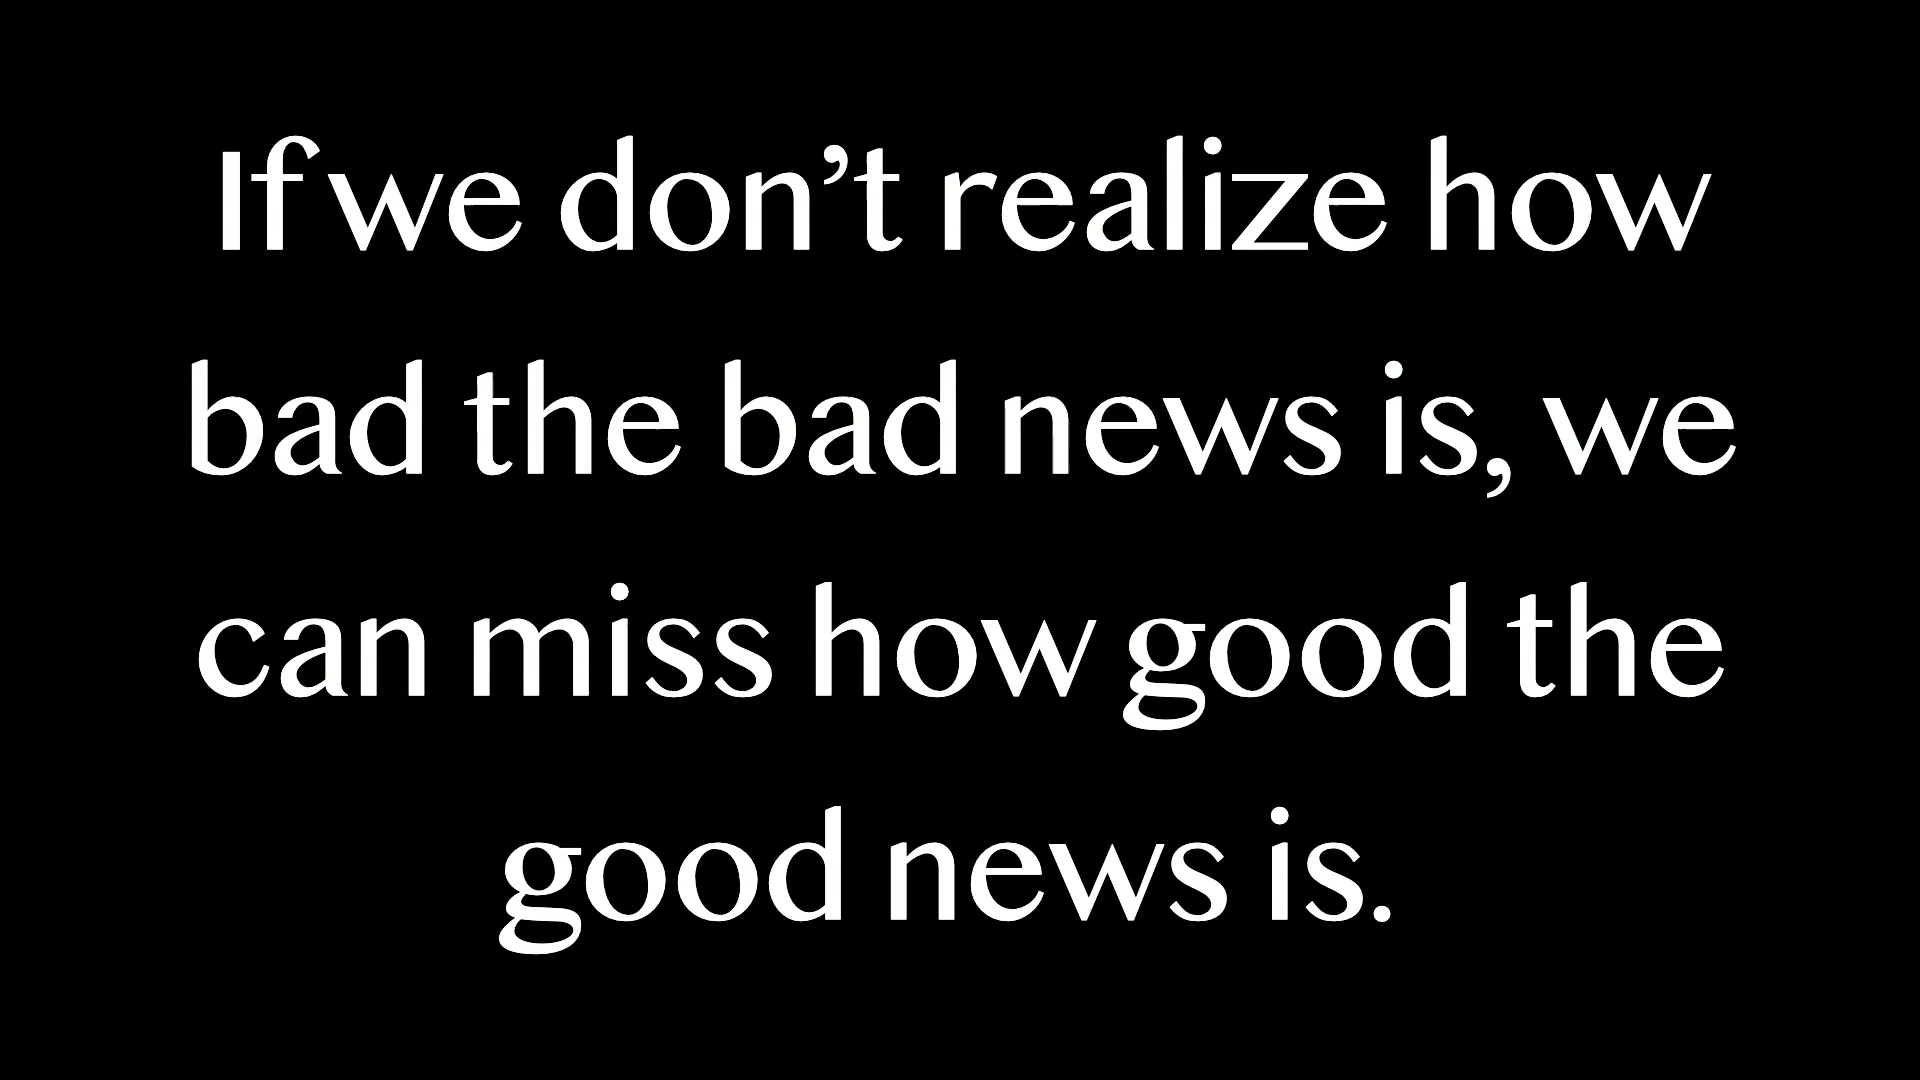 If we don’t realize how
bad the bad news is, we
can miss how good the
good news is.